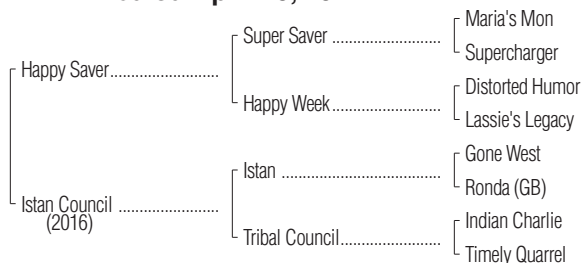 Maria's Mon
Super Saver
Supercharger
Happy Saver
Distorted Humor
Happy Week
Lassie's Legacy
Gone West
Istan
Ronda (GB)
Istan Council
(2016)
Indian Charlie
Tribal Council
Timely Quarrel